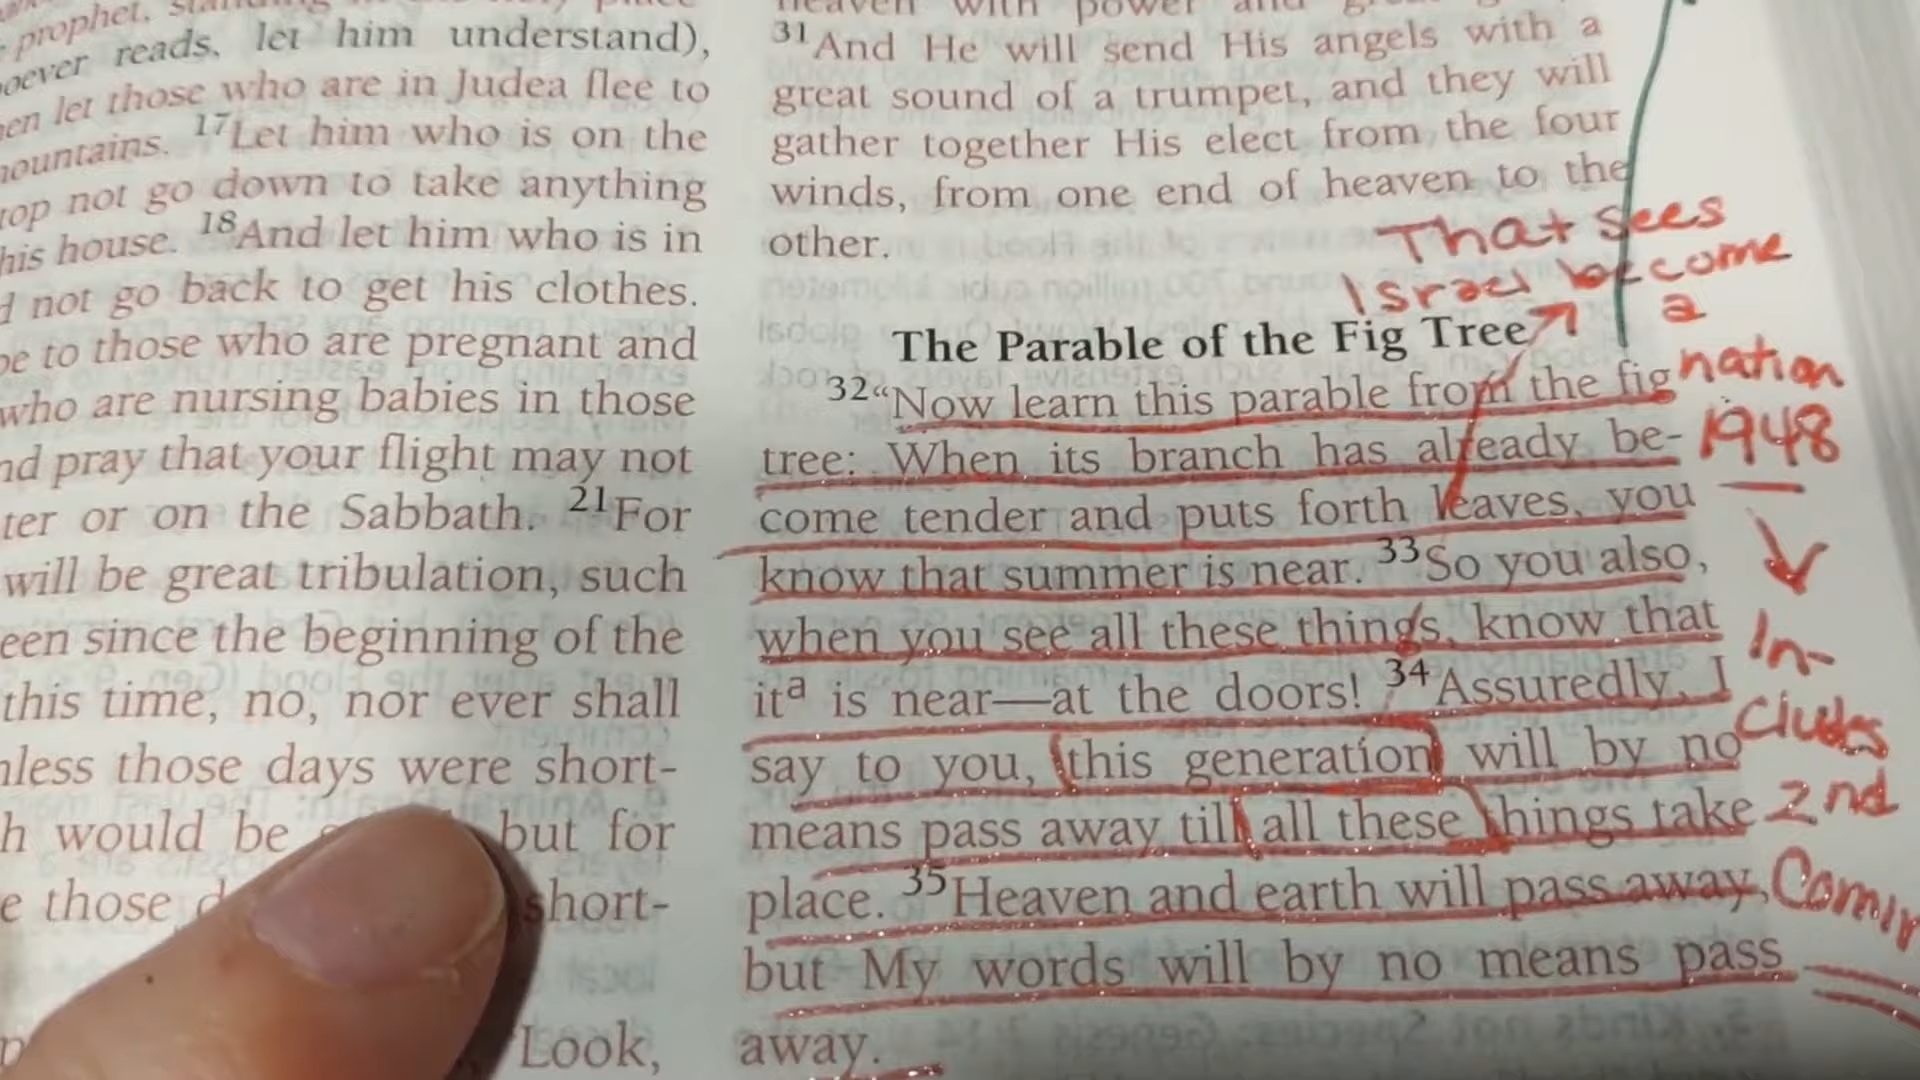 prophet,
oever reads, let him understand),
en let those who are in Judea flee to
mountains. 17Let him who is on the
top not go down to take anything
his house. 18And let him who is in
d not go back to get his clothes.
be to those who are pregnant and
who are nursing babies in those
nd pray that your flight may not
ter or on the Sabbath. 21For
will be great tribulation, such
een since the beginning of the
this time, no, nor ever shall
nless those days were short-
h would be but for
e those d short-
Look,
heaven with power and
31And He will send His angels with a
great sound of a trumpet, and they will
gather together His elect from the four
winds, from one end of heaven to the
other.
The Parable of the Fig Tree
32“Now learn this parable from the fig
tree: When its branch has already be-
come tender and puts forth leaves, you
know that summer is near. 33So you also,
when you see all these things, know that
ita is near—at the doors! 34Assuredly, I
say to you, this generation will by no
means pass away till all these things take
place. 35Heaven and earth will pass away,
but My words will by no means pass
away.
That sees
Israel become
a
nation
1948
In-
cludes
2nd
Comin